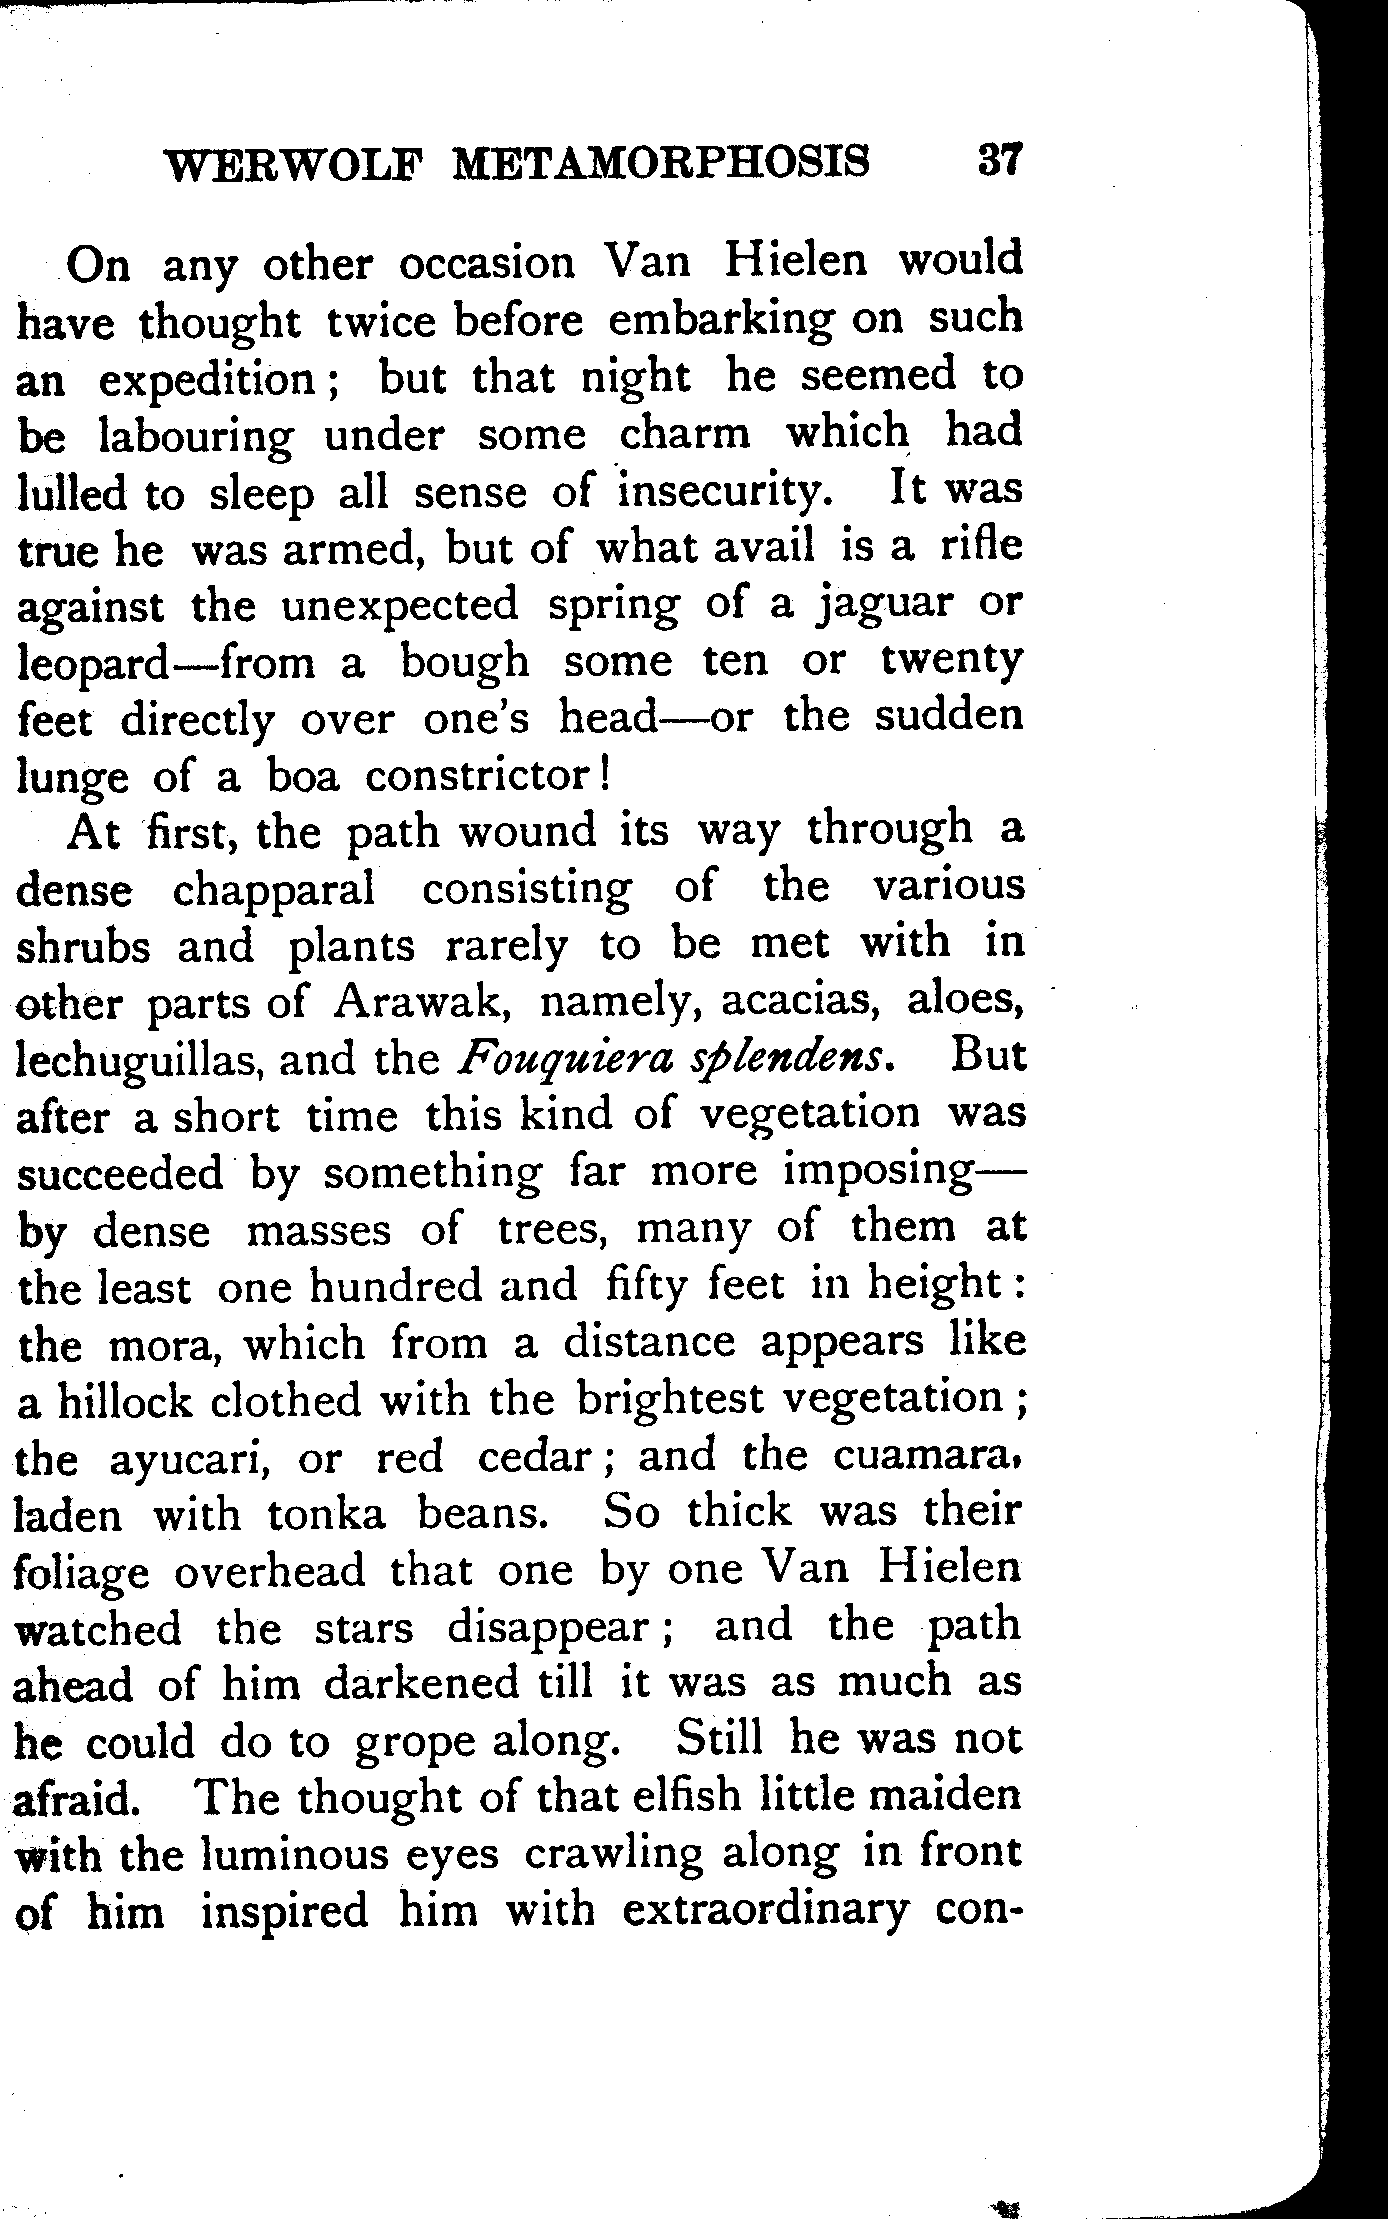 WERWOLF METAMORPHOSIS 37
On any other occasion Van Hielen would
have thought twice before embarking on such
an expedition ; but that night he seemed to
be labouring under some charm which had
lulled to sleep all sense of insecurity. It was
true he was armed, but of what avail is a rifle
against the unexpected spring of a jaguar or
leopard—from a bough some ten or twenty
feet directly over one's head—or the sudden
lunge of a boa constrictor!
At first, the path wound its way through a
dense chapparal consisting of the various
shrubs and plants rarely to be met with in
other parts of Arawak, namely, acacias, aloes,
lechuguillas, and the Fouquiera splendens. But
after a short time this kind of vegetation was
succeeded by something far more imposing—
by dense masses of trees, many of them at
the least one hundred and fifty feet in height :
the mora, which from a distance appears like
a hillock clothed with the brightest vegetation ;
the ayucari, or red cedar ; and the cuamara,
laden with tonka beans. So thick was their
foliage overhead that one by one Van Hielen
watched the stars disappear ; and the path
ahead of him darkened till it was as much as
he could do to grope along. Still he was not
afraid. The thought of that elfish little maiden
with the luminous eyes crawling along in front
of him inspired him with extraordinary con-